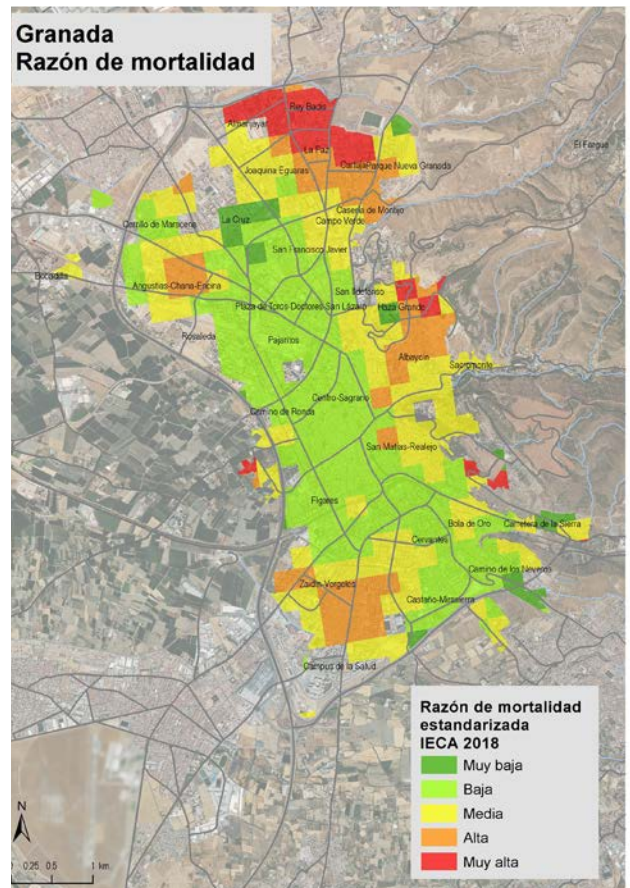 Granada
Razón de mortalidad
Almanjayar
Rey Badis
La Paz
El Fargue
Cartuja
Parque Nueva Granada
Joaquina Eguaras
Casería de Montijo
La Cruz
Campo Verde
Cerrillo de Maracena
San Francisco Javier
Bobadilla
Angustias-Chana-Encina
San Ildefonso
Haza Grande
Plaza de Toros-Doctores-San Lázaro
Rosaleda
Pajaritos
Albaycin
Sacromonte
Centro-Sagrario
Camino de Ronda
San Matías-Realejo
Fígares
Bola de Oro
Carretera de la Sierra
Cervantes
Camino de los Neveros
Zaidín-Vergeles
Castaño-Mirasierra
Campus de la Salud
Razón de mortalidad
estandarizada
IECA 2018
Muy baja
Baja
Media
Alta
Muy alta
N
0 0.25 0.5 1 km